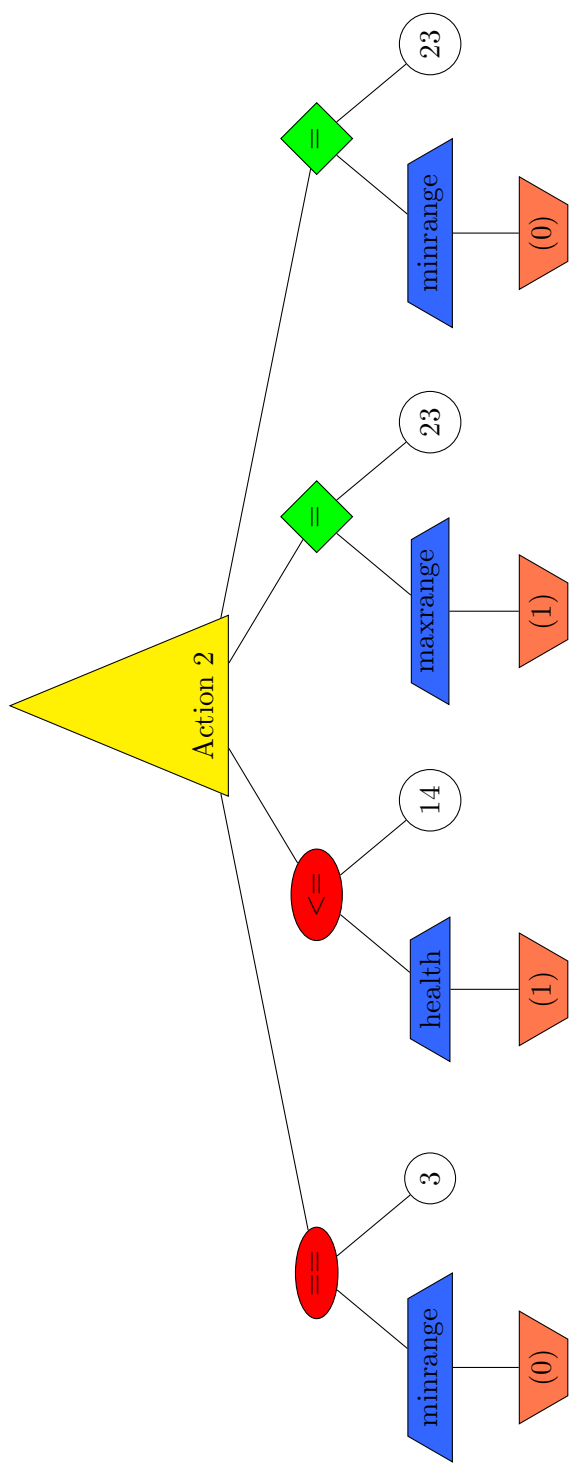 Action 2
==
<=
=
=
minrange
3
health
14
maxrange
23
minrange
23
(0)
(1)
(1)
(0)